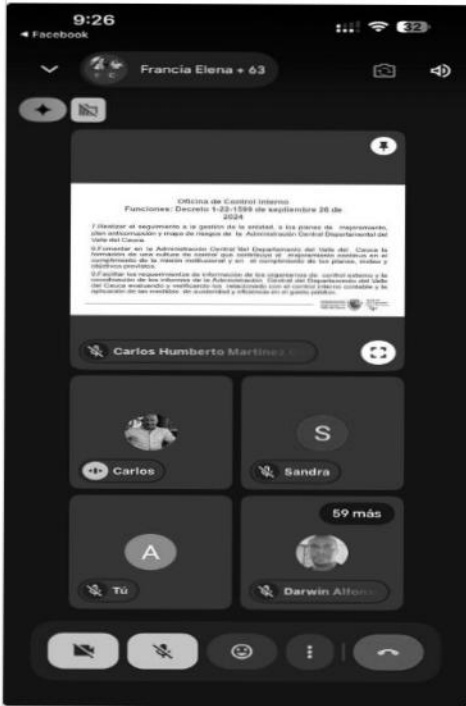 9:26
32
◄ Facebook
Francia Elena + 63
Oficina de Control Interno
Funciones: Decreto 1-22-1599 de septiembre 26 de
2024
7.Realizar el seguimiento a la gestión de la entidad, a los planes de mejoramiento,
plan anticorrupción y mapa de riesgos de la Administración Central Departamental del
Valle del Cauca.
8.Fomentar en la Administración Central del Departamento del Valle del Cauca la
formación de una cultura de control que contribuya al mejoramiento continuo en el
cumplimiento de la misión institucional y en el cumplimiento de los planes, metas y
objetivos previstos.
9.Facilitar los requerimientos de información de los organismos de control externo y la
coordinación de los informes de la Administración Central del Departamento del Valle
del Cauca evaluando y verificando los relacionado con el control interno contable y la
aplicación de las medidas de austeridad y eficiencia en el gasto público.
Carlos Humberto Martinez
Carlos
S
Sandra
A
Tú
59 más
Darwin Alfon